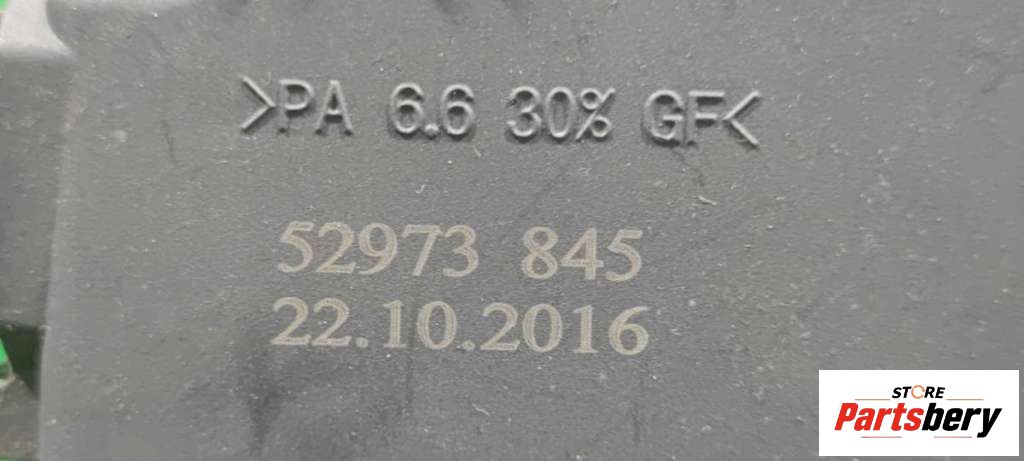 >PA 6.6 30% GF<
52973 845
22.10.2016
STORE
Partsbery